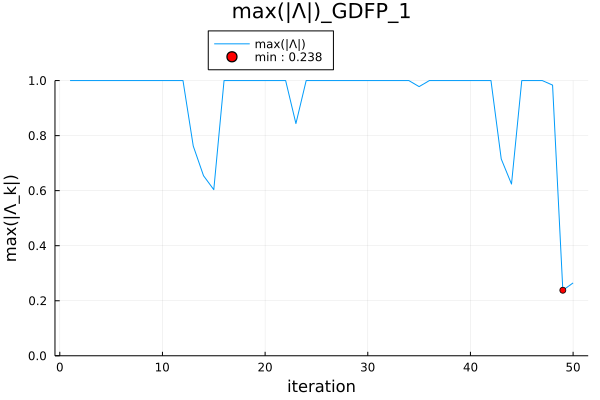 max(|Λ|)_GDFP_1
max(|Λ|)
min : 0.238
1.0
0.8
0.6
0.4
0.2
0.0
max(|Λ_k|)
0 10 20 30 40 50
iteration